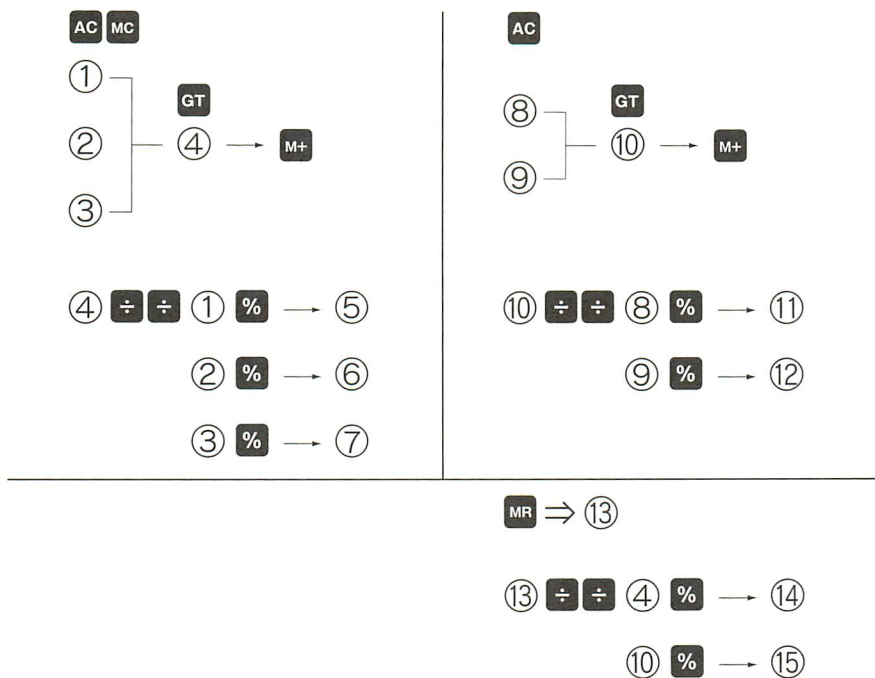 AC MC
①
GT
② ④ → M+
③
④ ÷ ÷ ① % → ⑤
② % → ⑥
③ % → ⑦
AC
⑧
GT
⑩ → M+
⑨
⑩ ÷ ÷ ⑧ % → ⑪
⑨ % → ⑫
MR ⇒ ⑬
⑬ ÷ ÷ ④ % → ⑭
⑩ % → ⑮